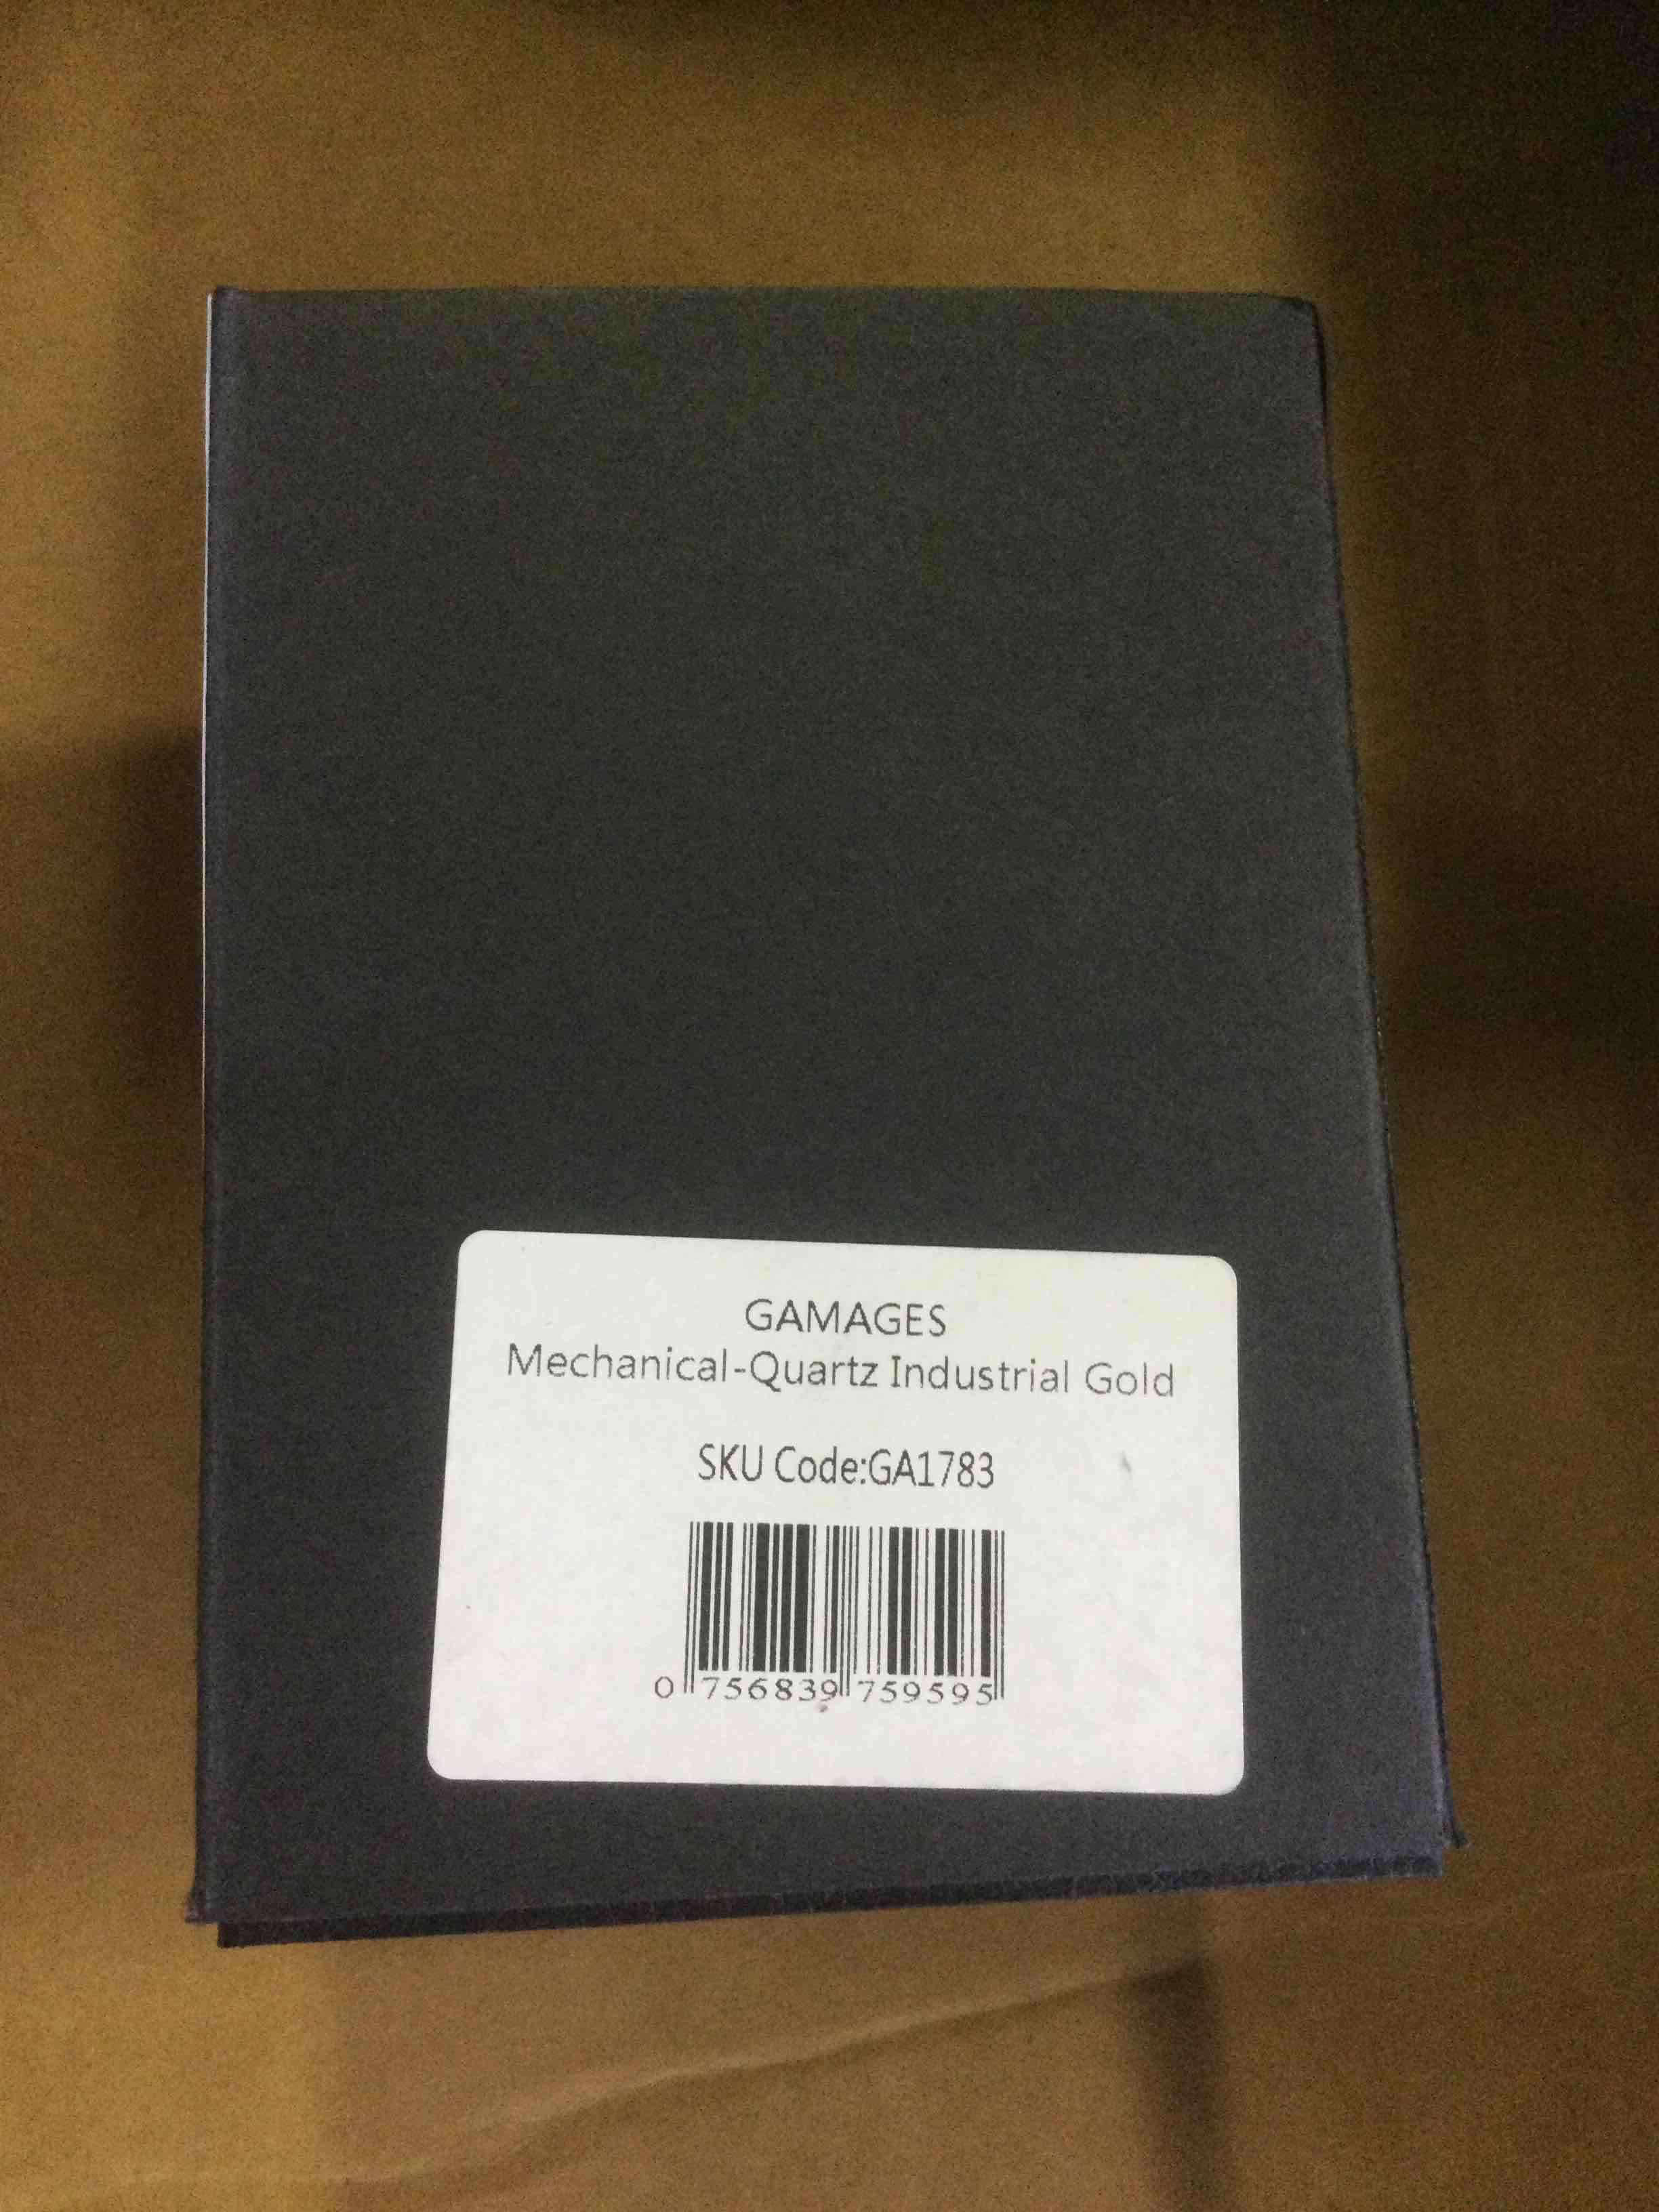 GAMAGES
Mechanical-Quartz Industrial Gold
SKU Code:GA1783
0 756839 759595